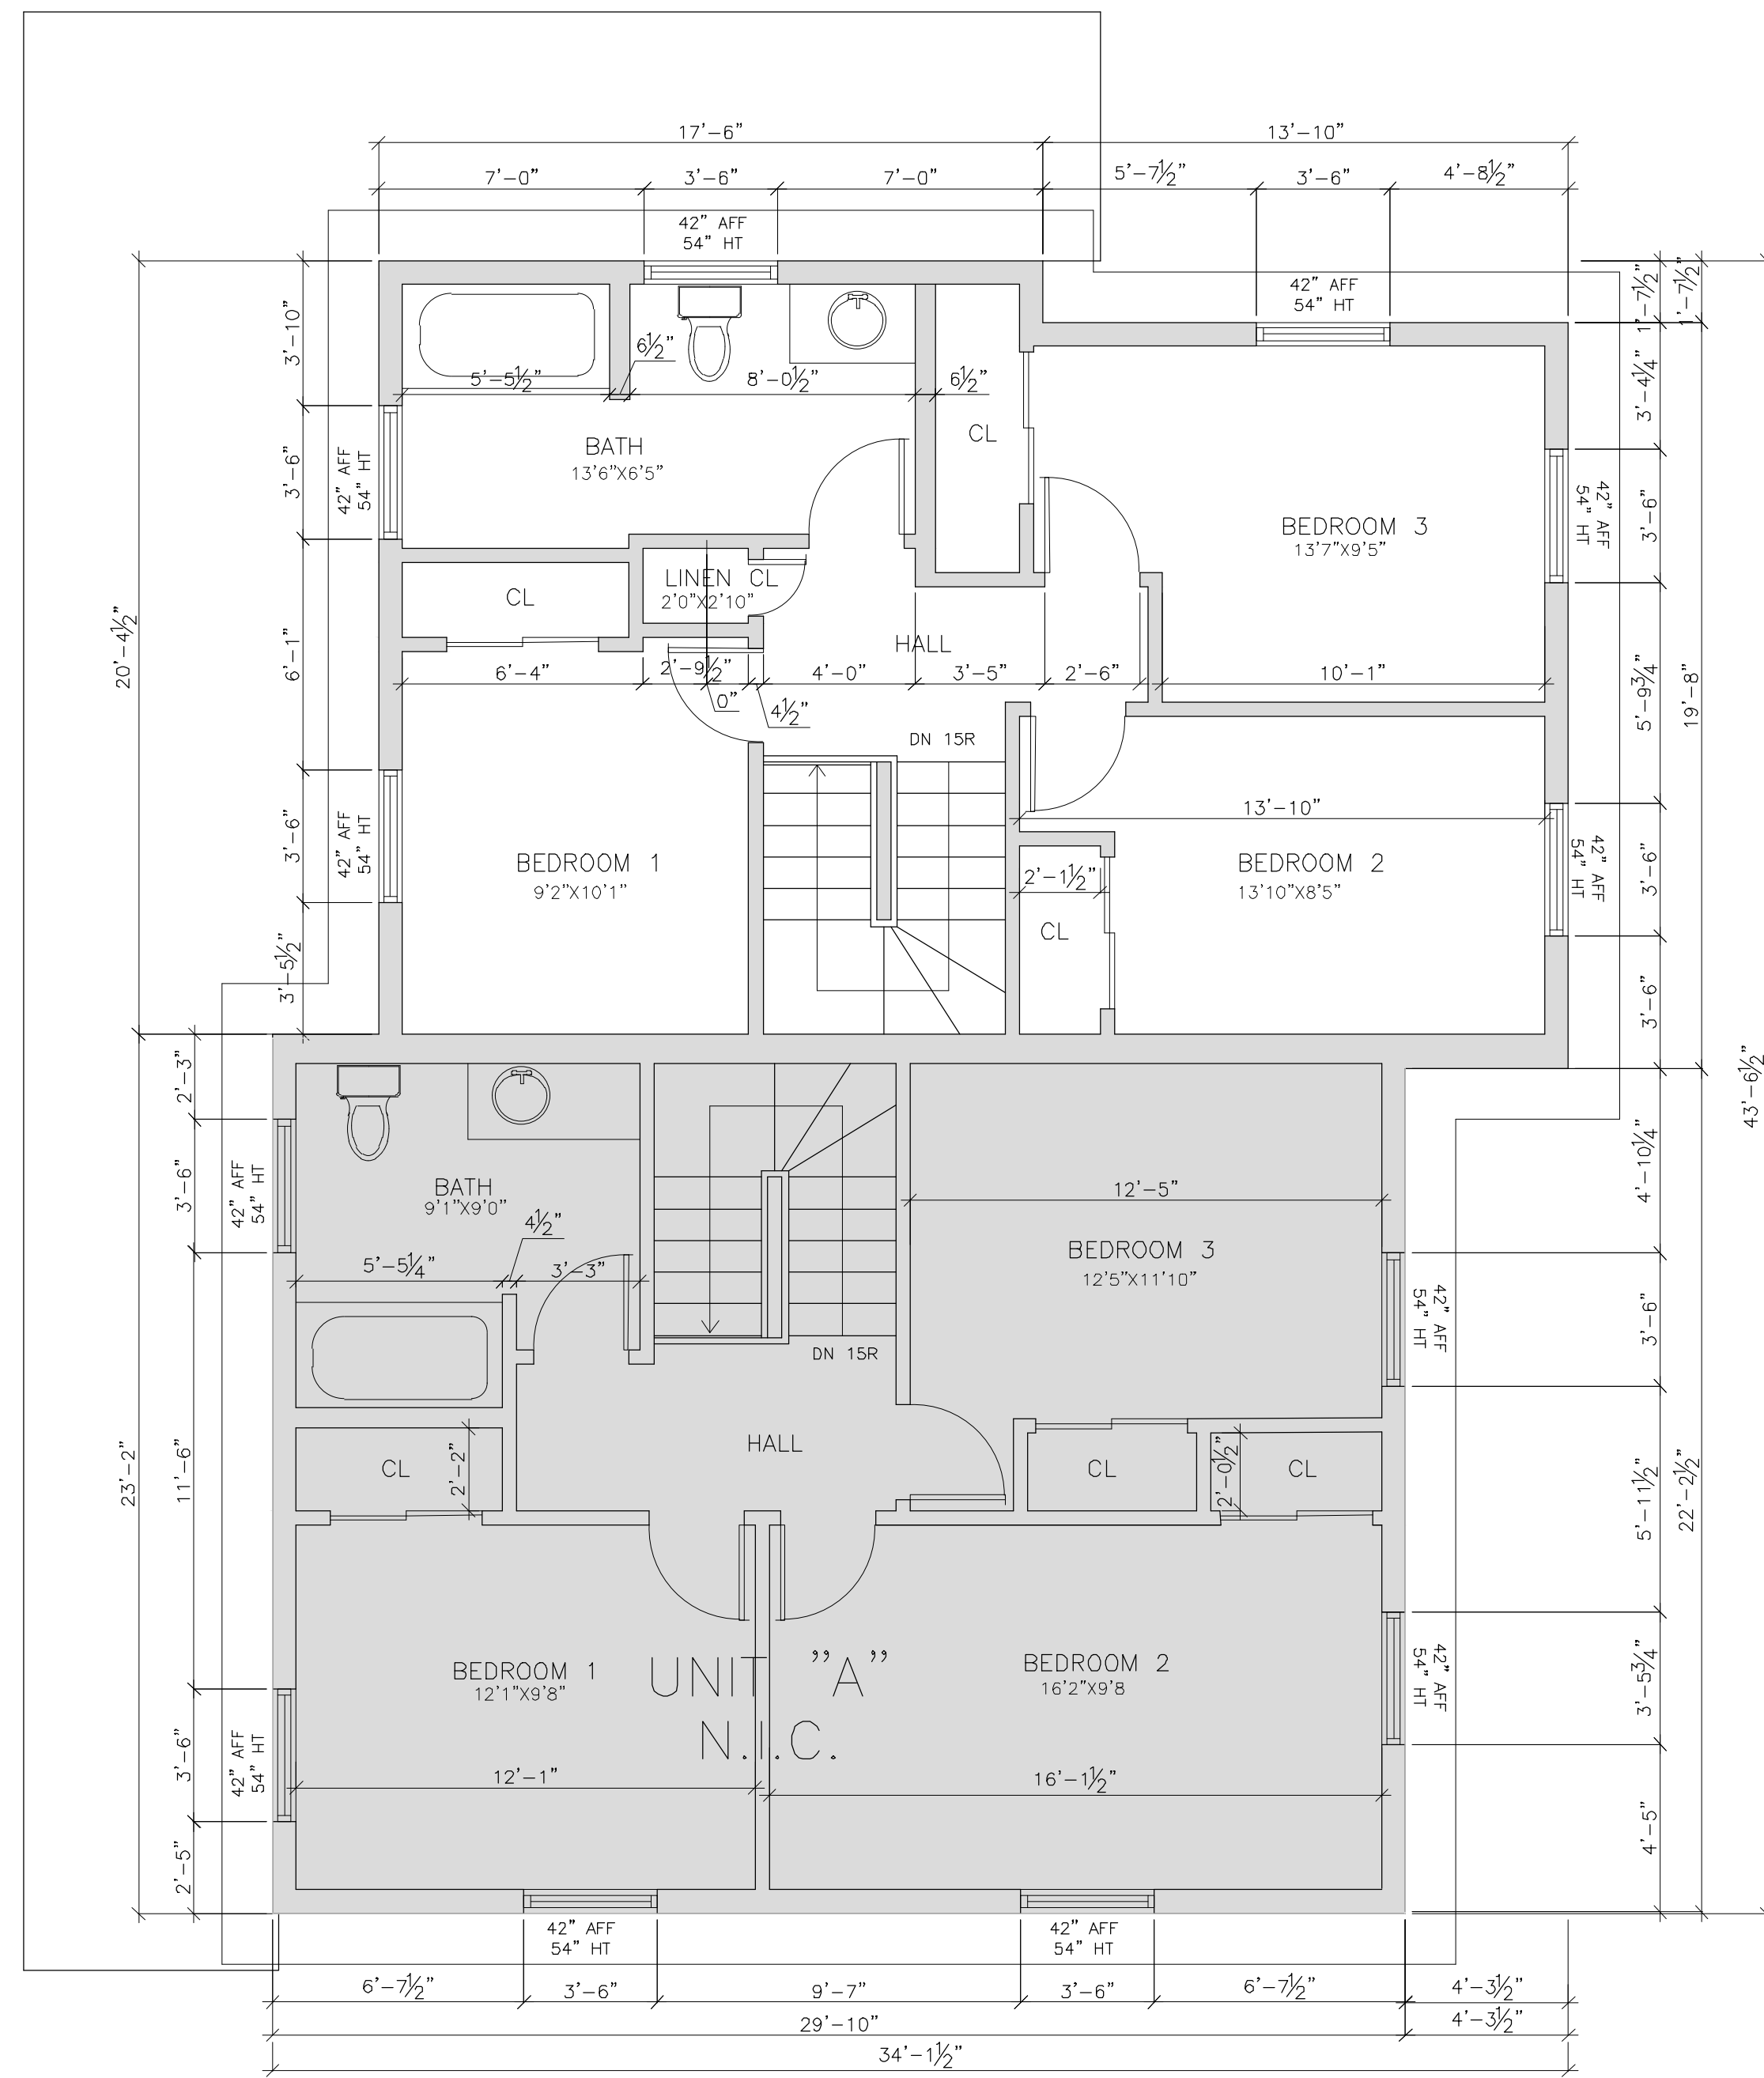 17'-6"
13'-10"
7'-0"
3'-6"
7'-0"
5'-7½"
3'-6"
4'-8½"
42" AFF
54" HT
42" AFF
54" HT
1'-7½"
1'-7½"
3'-10"
6½"
5'-5½"
8'-0½"
6½"
3'-4¼"
CL
BATH
13'6"X6'5"
3'-6"
42" AFF
54" HT
BEDROOM 3
13'7"X9'5"
42" AFF
54" HT
3'-6"
LINEN CL
2'0"X2'10"
CL
HALL
20'-4½"
6'-1"
6'-4"
2'-9½"
4'-0"
3'-5"
2'-6"
10'-1"
0"
4½"
5'-9¾"
19'-8"
DN 15R
13'-10"
3'-6"
42" AFF
54" HT
BEDROOM 1
9'2"X10'1"
BEDROOM 2
13'10"X8'5"
2'-1½"
CL
42" AFF
54" HT
3'-6"
3'-5½"
3'-6"
2'-3"
43'-6½"
3'-6"
42" AFF
54" HT
BATH
9'1"X9'0"
4½"
5'-5¼"
3'-3"
12'-5"
4'-10¼"
BEDROOM 3
12'5"X11'10"
42" AFF
54" HT
3'-6"
DN 15R
HALL
23'-2"
11'-6"
CL
2'-2"
CL
2'-0½"
CL
5'-11½"
22'-2½"
BEDROOM 1
12'1"X9'8"
UNIT "A"
N.I.C.
BEDROOM 2
16'2"X9'8
42" AFF
54" HT
3'-5¾"
3'-6"
42" AFF
54" HT
12'-1"
16'-1½"
2'-5"
4'-5"
42" AFF
54" HT
42" AFF
54" HT
6'-7½"
3'-6"
9'-7"
3'-6"
6'-7½"
4'-3½"
29'-10"
4'-3½"
34'-1½"